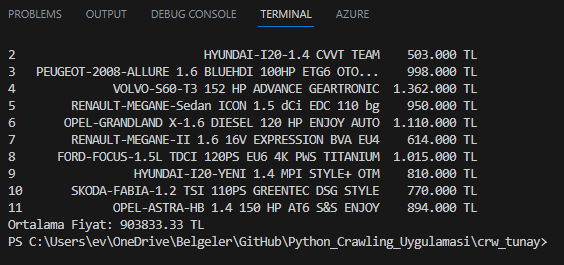 PROBLEMS OUTPUT DEBUG CONSOLE TERMINAL AZURE
2 HYUNDAI-I20-1.4 CVVT TEAM 503.000 TL
3 PEUGEOT-2008-ALLURE 1.6 BLUEHDI 100HP ETG6 OTO... 998.000 TL
4 VOLVO-S60-T3 152 HP ADVANCE GEARTRONIC 1.362.000 TL
5 RENAULT-MEGANE-Sedan ICON 1.5 dCi EDC 110 bg 950.000 TL
6 OPEL-GRANDLAND X-1.6 DIESEL 120 HP ENJOY AUTO 1.110.000 TL
7 RENAULT-MEGANE-II 1.6 16V EXPRESSION BVA EU4 614.000 TL
8 FORD-FOCUS-1.5L TDCI 120PS EU6 4K PWS TITANIUM 1.015.000 TL
9 HYUNDAI-I20-YENİ 1.4 MPI STYLE+ OTM 810.000 TL
10 SKODA-FABIA-1.2 TSI 110PS GREENTEC DSG STYLE 770.000 TL
11 OPEL-ASTRA-HB 1.4 150 HP AT6 S&S ENJOY 894.000 TL
Ortalama Fiyat: 903833.33 TL
PS C:\Users\ev\OneDrive\Belgeler\GitHub\Python_Crawling_Uygulamasi\crw_tunay>